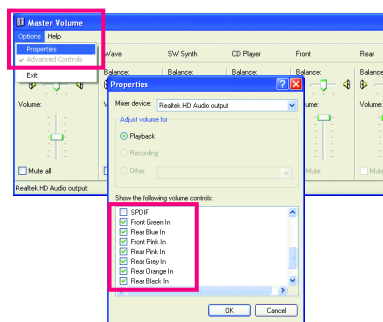 Master Volume
Options Help
Properties
Advanced Controls
Exit
Wave SW Synth CD Player Front Rear
Balance: Balance: Balance: Balance: Balance
Volume: Volume:
Mute all Mute Mute
Realtek HD Audio output
Properties
Mixer device: Realtek HD Audio output
Adjust volume for
Playback
Recording
Other
Show the following volume controls:
SPDIF
Front Green In
Rear Blue In
Front Pink In
Rear Pink In
Rear Grey In
Rear Orange In
Rear Black In
OK Cancel